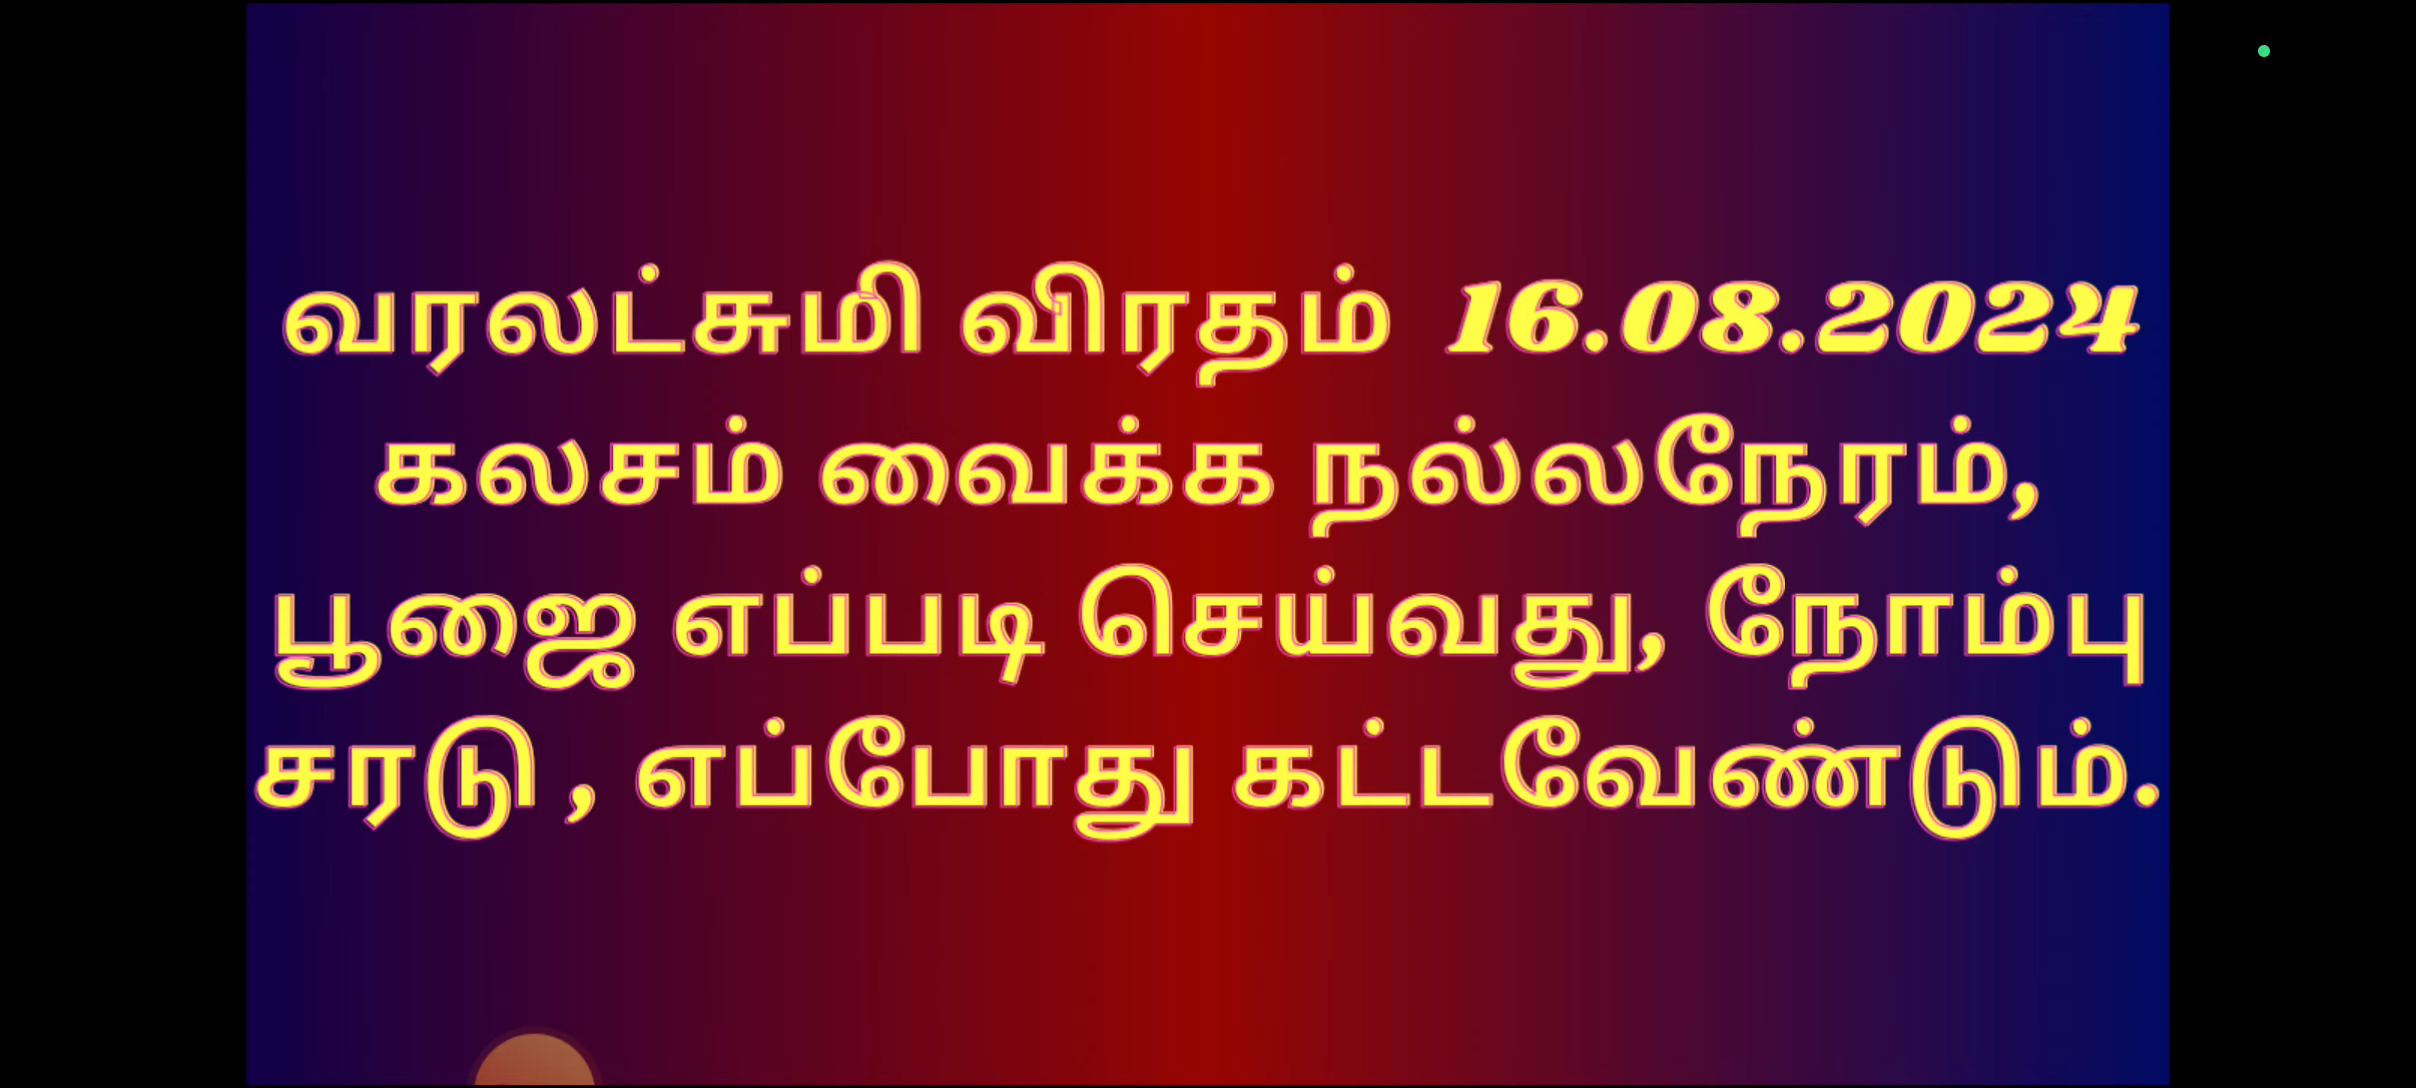 வரலட்சுமி விரதம் 16.08.2024
கலசம் வைக்க நல்லநேரம்,
பூஜை எப்படி செய்வது, நோம்பு
சரடு , எப்போது கட்டவேண்டும்.